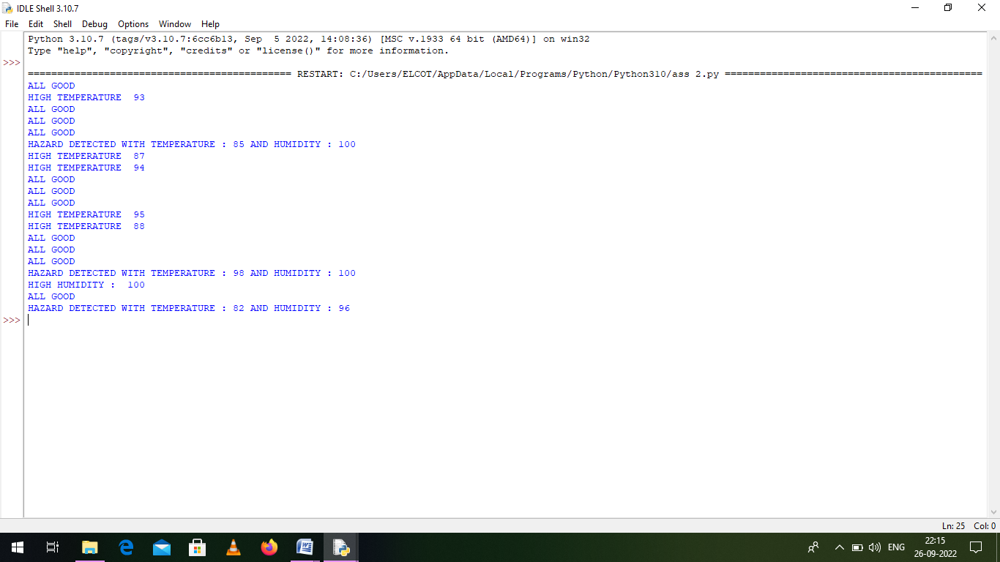 IDLE Shell 3.10.7
File Edit Shell Debug Options Window Help
Python 3.10.7 (tags/v3.10.7:6cc6b13, Sep  5 2022, 14:08:36) [MSC v.1933 64 bit (AMD64)] on win32
Type "help", "copyright", "credits" or "license()" for more information.
>>>
============================================= RESTART: C:/Users/ELCOT/AppData/Local/Programs/Python/Python310/ass 2.py ============================================
ALL GOOD
HIGH TEMPERATURE  93
ALL GOOD
ALL GOOD
ALL GOOD
HAZARD DETECTED WITH TEMPERATURE : 85 AND HUMIDITY : 100
HIGH TEMPERATURE  87
HIGH TEMPERATURE  94
ALL GOOD
ALL GOOD
ALL GOOD
HIGH TEMPERATURE  95
HIGH TEMPERATURE  88
ALL GOOD
ALL GOOD
ALL GOOD
HAZARD DETECTED WITH TEMPERATURE : 98 AND HUMIDITY : 100
HIGH HUMIDITY :  100
ALL GOOD
HAZARD DETECTED WITH TEMPERATURE : 82 AND HUMIDITY : 96
>>>
Ln: 25 Col: 0
ENG
22:15
26-09-2022